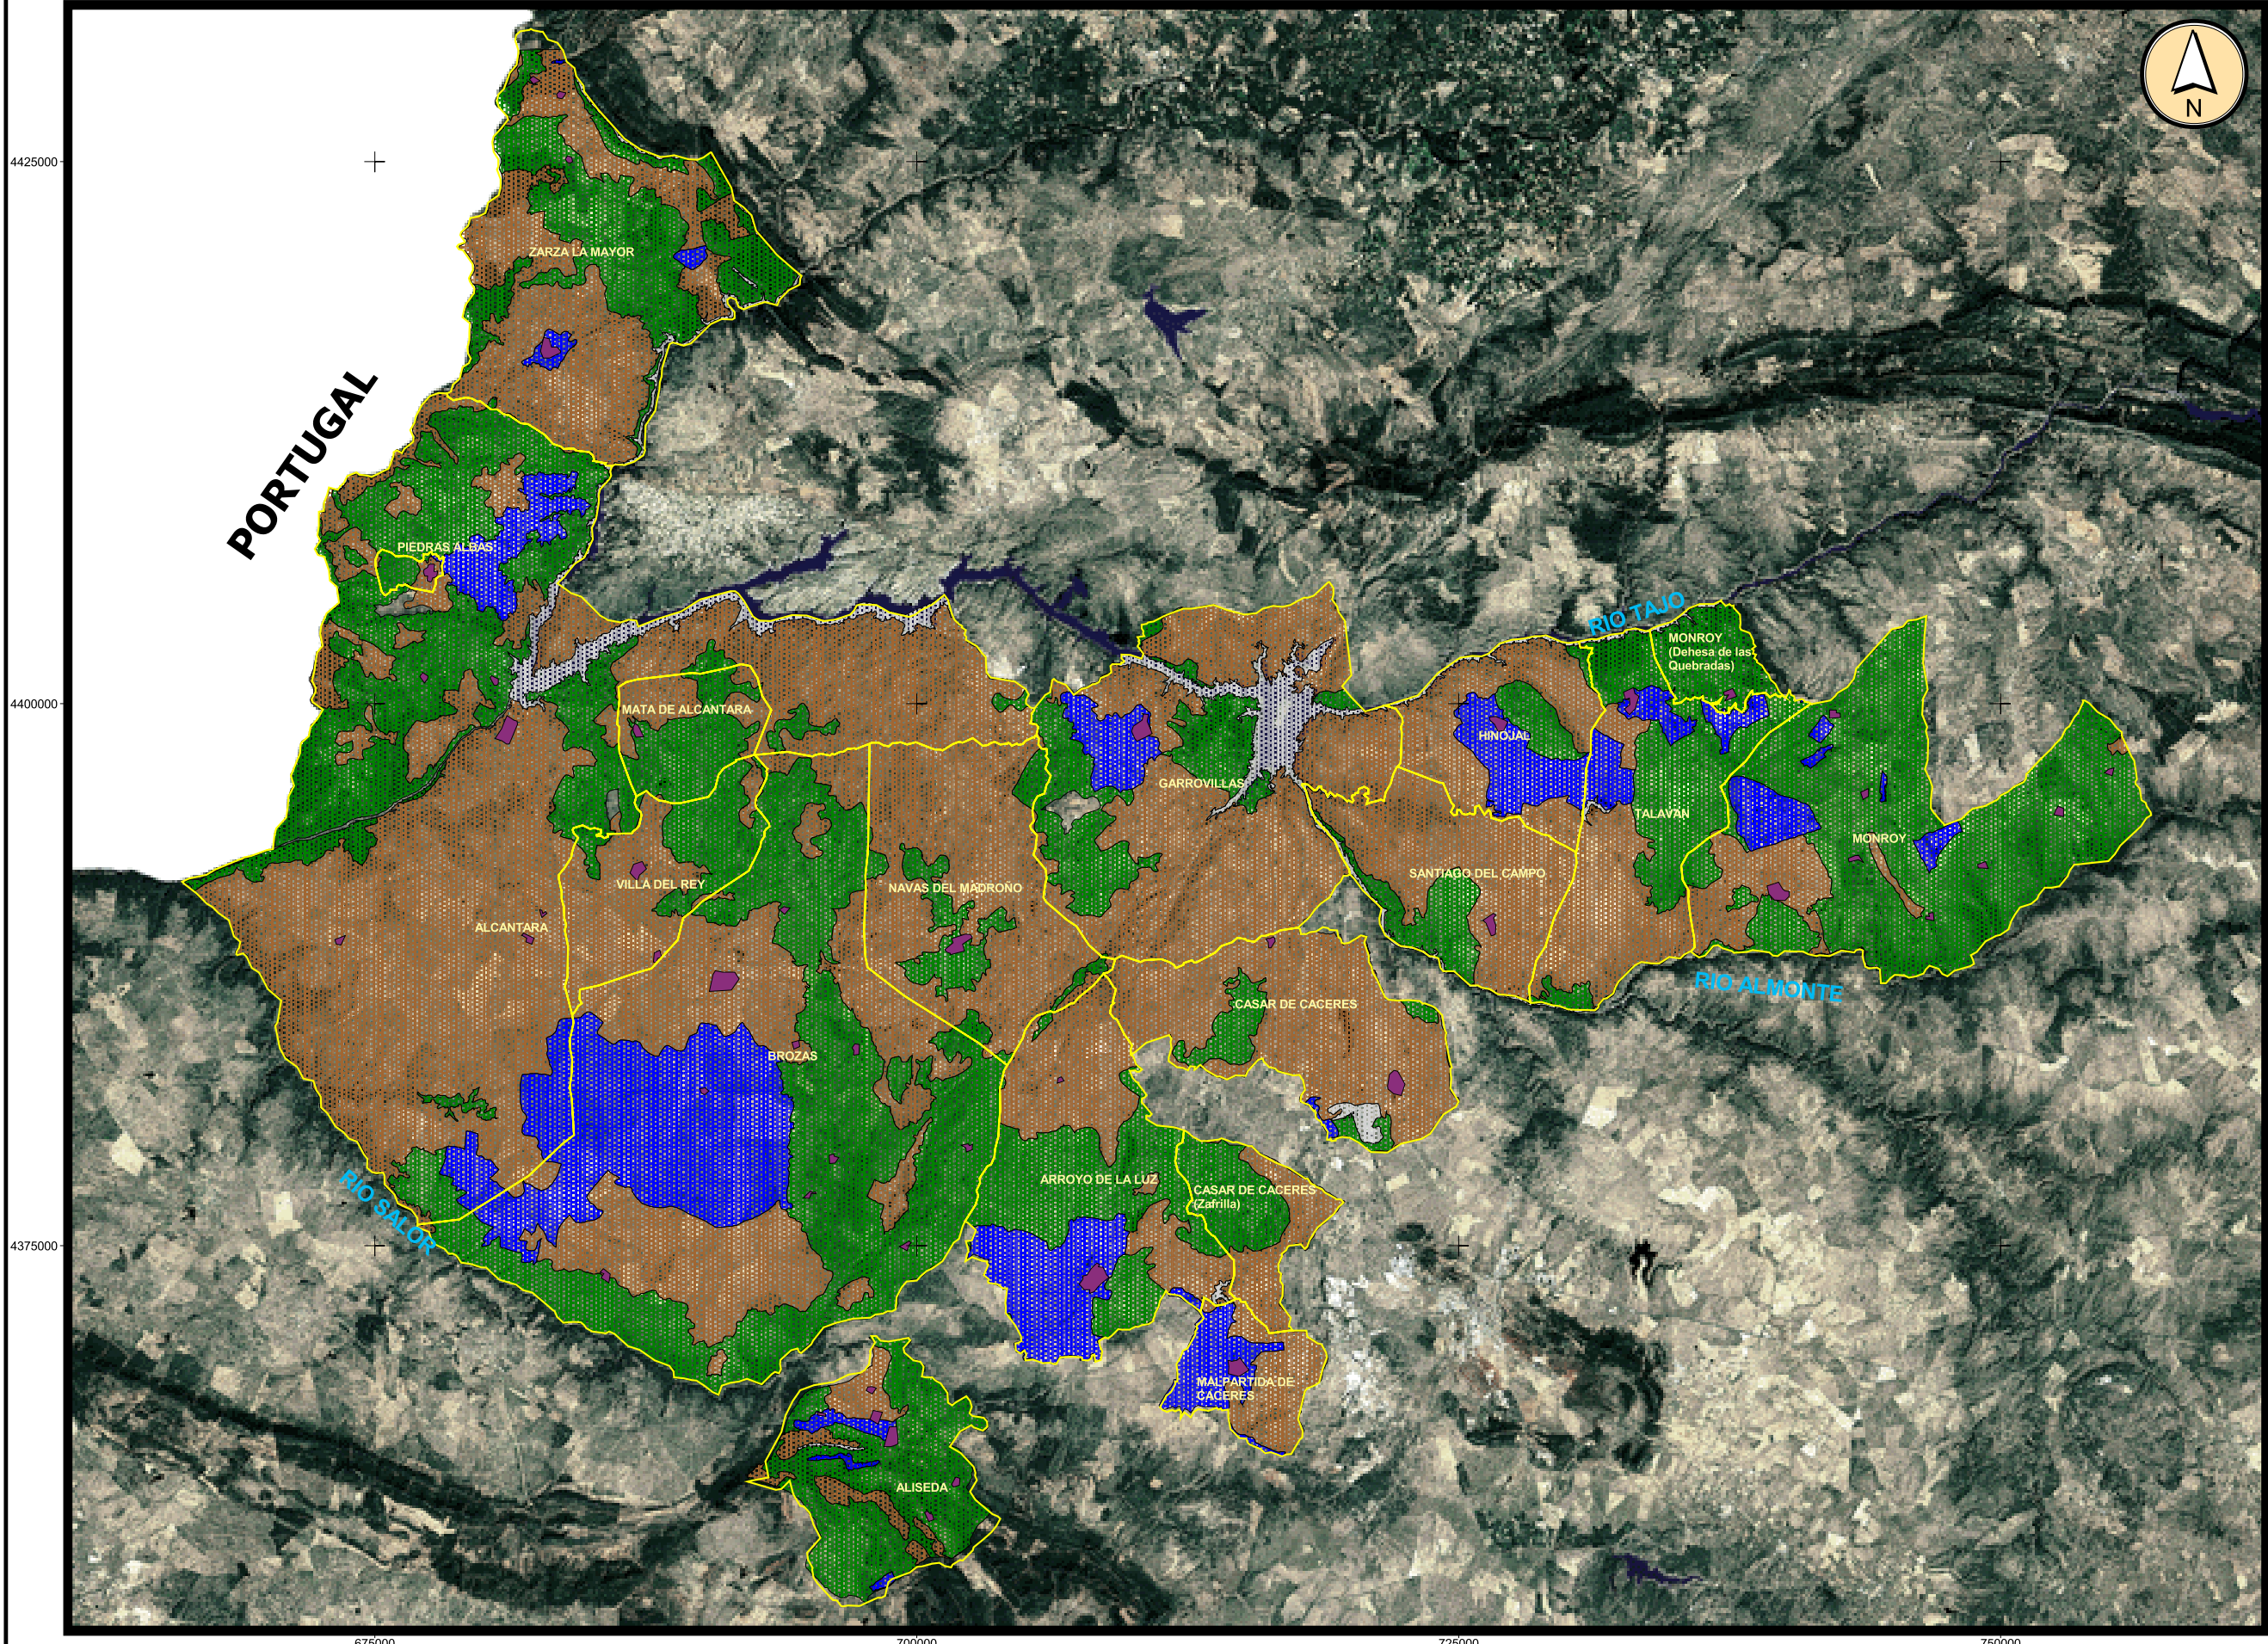 N
4425000
ZARZA LA MAYOR
PORTUGAL
PIEDRAS ALBAS
RIO TAJO
MONROY
(Dehesa de las
Quebradas)
4400000
MATA DE ALCANTARA
HINOJAL
GARROVILLAS
TALAVAN
MONROY
SANTIAGO DEL CAMPO
VILLA DEL REY
NAVAS DEL MADROÑO
ALCANTARA
RIO ALMONTE
CASAR DE CACERES
BROZAS
ARROYO DE LA LUZ
CASAR DE CACERES
(Zafrilla)
RIO SALOR
4375000
MALPARTIDA DE
CACERES
ALISEDA
675000
700000
725000
750000